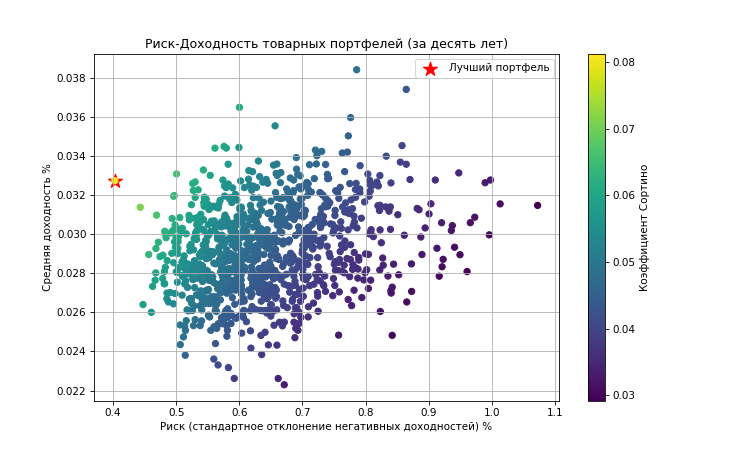 Риск-Доходность товарных портфелей (за десять лет)
Лучший портфель
Средняя доходность %
0.038
0.036
0.034
0.032
0.030
0.028
0.026
0.024
0.022
0.4 0.5 0.6 0.7 0.8 0.9 1.0 1.1
Риск (стандартное отклонение негативных доходностей) %
0.08
0.07
0.06
0.05
0.04
0.03
Коэффициент Сортино